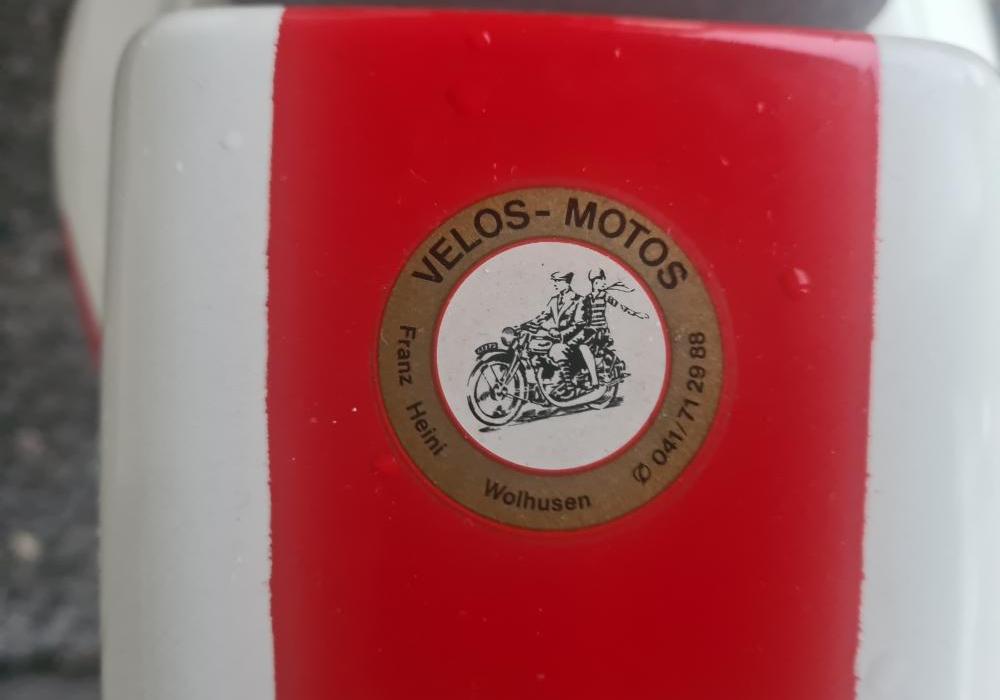 VELOS-MOTOS
Franz Heini
Wolhusen
✆ 041/71 29 88